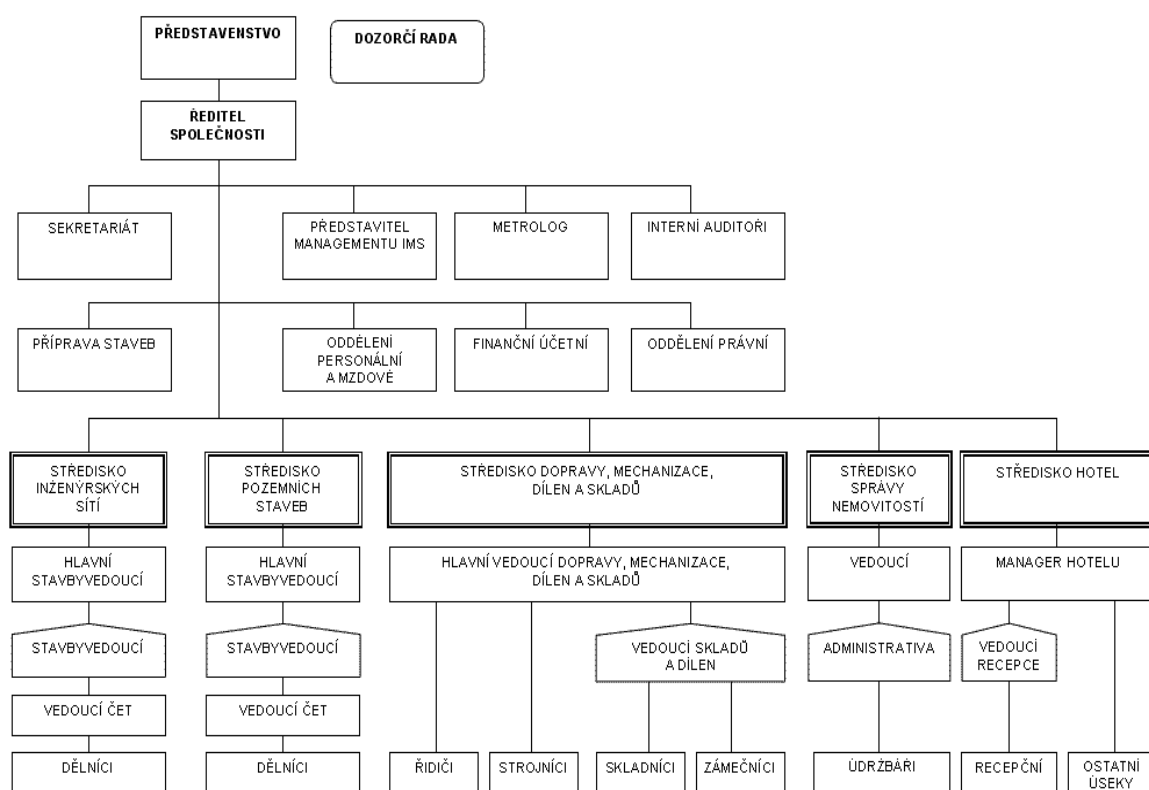 PŘEDSTAVENSTVO
DOZORČÍ RADA
ŘEDITEL
SPOLEČNOSTI
SEKRETARIÁT
PŘEDSTAVITEL
MANAGEMENTU IMS
METROLOG
INTERNÍ AUDITOŘI
PŘÍPRAVA STAVEB
ODDĚLENÍ
PERSONÁLNÍ
A MZDOVÉ
FINANČNÍ ÚČETNÍ
ODDĚLENÍ PRÁVNÍ
STŘEDISKO
INŽENÝRSKÝCH
SÍTÍ
STŘEDISKO
POZEMNÍCH
STAVEB
STŘEDISKO DOPRAVY, MECHANIZACE,
DÍLEN A SKLADŮ
STŘEDISKO
SPRÁVY
NEMOVITOSTÍ
STŘEDISKO HOTEL
HLAVNÍ
STAVBYVEDOUCÍ
HLAVNÍ
STAVBYVEDOUCÍ
HLAVNÍ VEDOUCÍ DOPRAVY, MECHANIZACE,
DÍLEN A SKLADŮ
VEDOUCÍ
MANAGER HOTELU
STAVBYVEDOUCÍ
STAVBYVEDOUCÍ
VEDOUCÍ SKLADŮ
A DÍLEN
ADMINISTRATIVA
VEDOUCÍ
RECEPCE
VEDOUCÍ ČET
VEDOUCÍ ČET
DĚLNÍCI
DĚLNÍCI
ŘIDIČI
STROJNÍCI
SKLADNÍCI
ZÁMEČNÍCI
ÚDRŽBÁŘI
RECEPČNÍ
OSTATNÍ
ÚSEKY